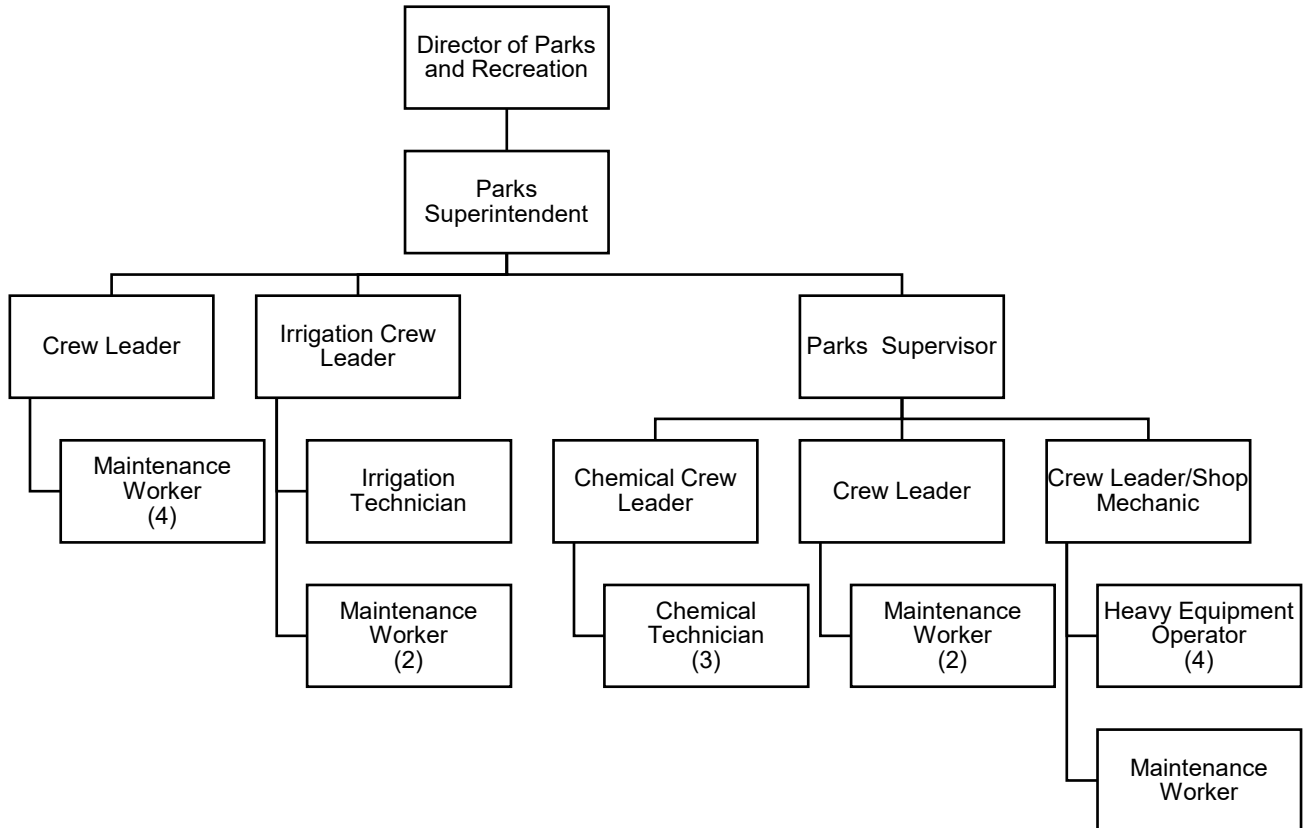 Director of Parks
and Recreation
Parks
Superintendent
Crew Leader
Irrigation Crew
Leader
Parks  Supervisor
Maintenance
Worker
(4)
Irrigation
Technician
Maintenance
Worker
(2)
Chemical Crew
Leader
Crew Leader
Crew Leader/Shop
Mechanic
Chemical
Technician
(3)
Maintenance
Worker
(2)
Heavy Equipment
Operator
(4)
Maintenance
Worker